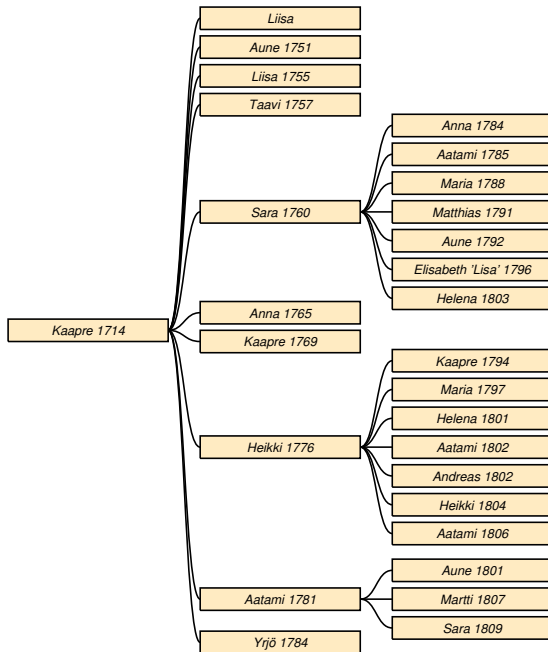 Liisa
Aune 1751
Liisa 1755
Taavi 1757
Anna 1784
Aatami 1785
Maria 1788
Matthias 1791
Sara 1760
Aune 1792
Elisabeth 'Lisa' 1796
Helena 1803
Anna 1765
Kaapre 1714
Kaapre 1769
Kaapre 1794
Maria 1797
Helena 1801
Heikki 1776
Aatami 1802
Andreas 1802
Heikki 1804
Aatami 1806
Aune 1801
Aatami 1781
Martti 1807
Sara 1809
Yrjö 1784